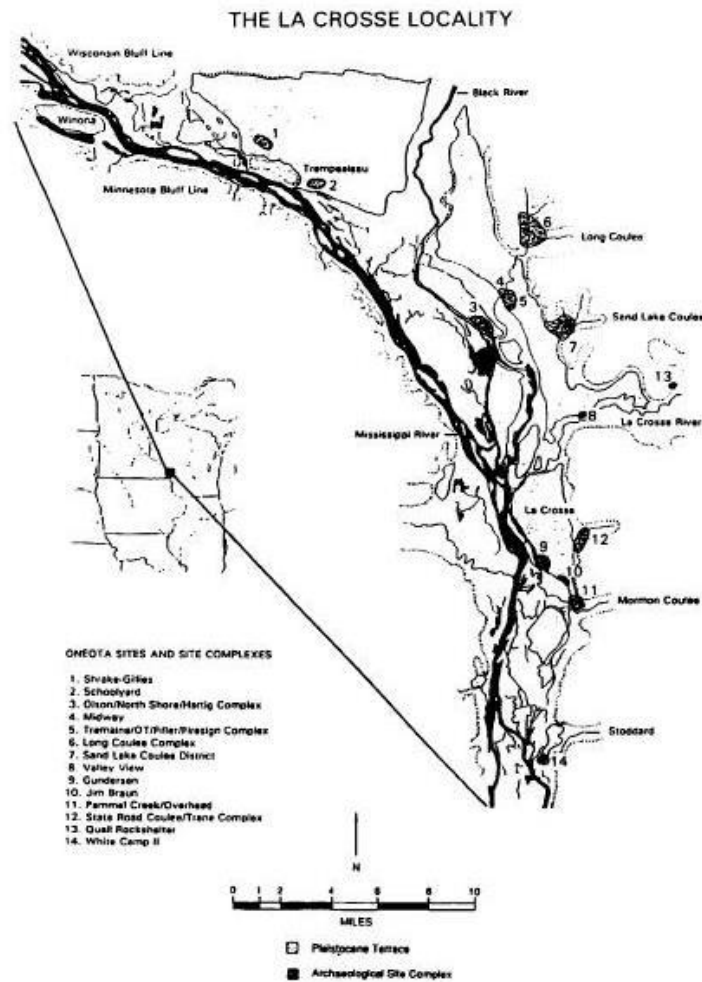 THE LA CROSSE LOCALITY
Wisconsin Bluff Line
Black River
Winona
1
Trempealeau
2
Minnesota Bluff Line
6
Long Coulee
4
5
3
Sand Lake Coulee
7
13
8
La Crosse River
Mississippi River
La Crosse
12
9
10
11
Mormon Coulee
Stoddard
14
ONEOTA SITES AND SITE COMPLEXES
1. Shrake-Gillies
2. Schoolyard
3. Olson/North Shore/Hartig Complex
4. Midway
5. Tremaine/OT/Filler/Firesign Complex
6. Long Coulee Complex
7. Sand Lake Coulee District
8. Valley View
9. Gundersen
10. Jim Braun
11. Pammel Creek/Overhead
12. State Road Coulee/Trane Complex
13. Quall Rockshelter
14. White Camp II
N
0 1 2 4 6 8 10
MILES
Pleistocene Terrace
Archaeological Site Complex